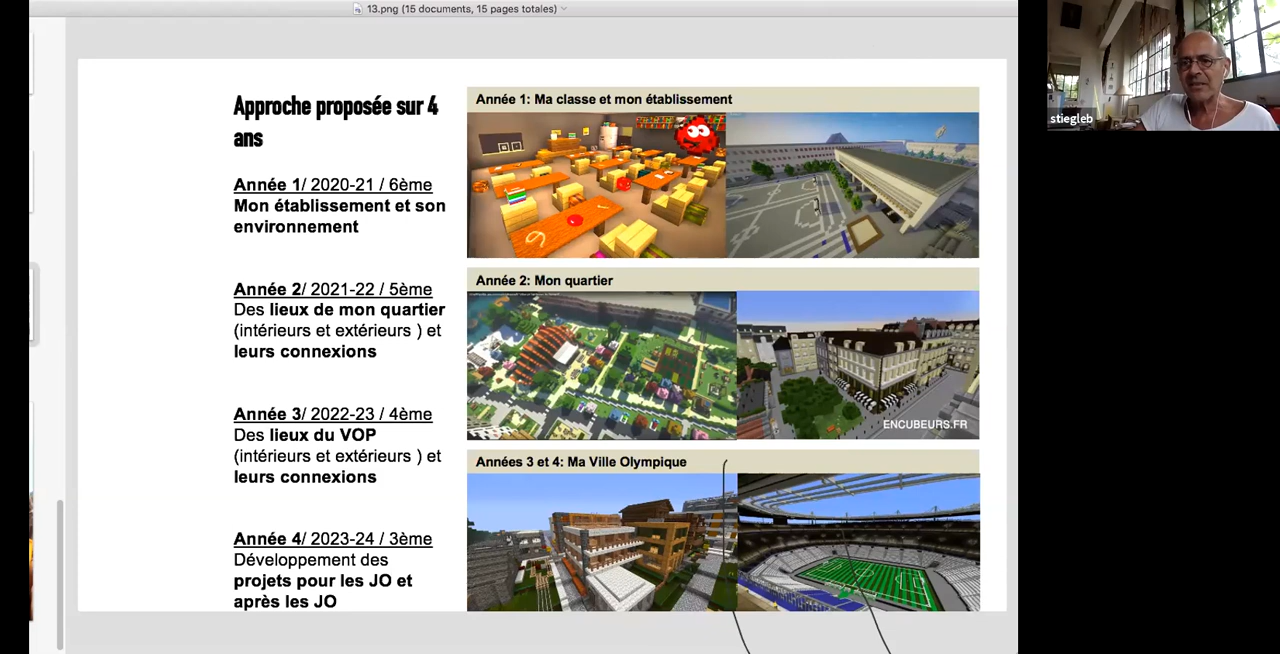 13.png (15 documents, 15 pages totales)
stiegleb
Approche proposée sur 4
ans
Année 1/ 2020-21 / 6ème
Mon établissement et son
environnement
Année 2/ 2021-22 / 5ème
Des lieux de mon quartier
(intérieurs et extérieurs ) et
leurs connexions
Année 3/ 2022-23 / 4ème
Des lieux du VOP
(intérieurs et extérieurs ) et
leurs connexions
Année 4/ 2023-24 / 3ème
Développement des
projets pour les JO et
après les JO
Année 1: Ma classe et mon établissement
Année 2: Mon quartier
ENCUBEURS.FR
Années 3 et 4: Ma Ville Olympique